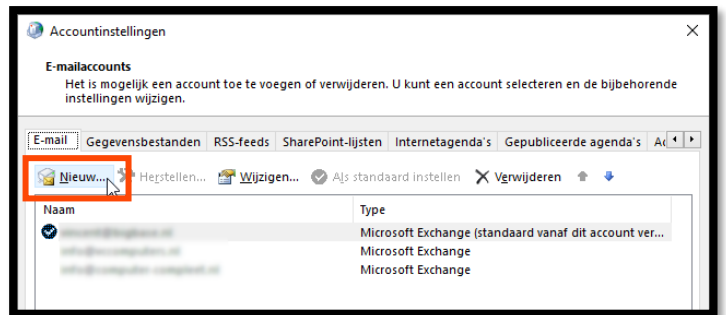 Accountinstellingen
E-mailaccounts
Het is mogelijk een account toe te voegen of verwijderen. U kunt een account selecteren en de bijbehorende
instellingen wijzigen.
E-mail Gegevensbestanden RSS-feeds SharePoint-lijsten Internetagenda's Gepubliceerde agenda's
Nieuw... Herstellen... Wijzigen... Als standaard instellen Verwijderen
Naam Type
Microsoft Exchange (standaard vanaf dit account ver...
Microsoft Exchange
Microsoft Exchange